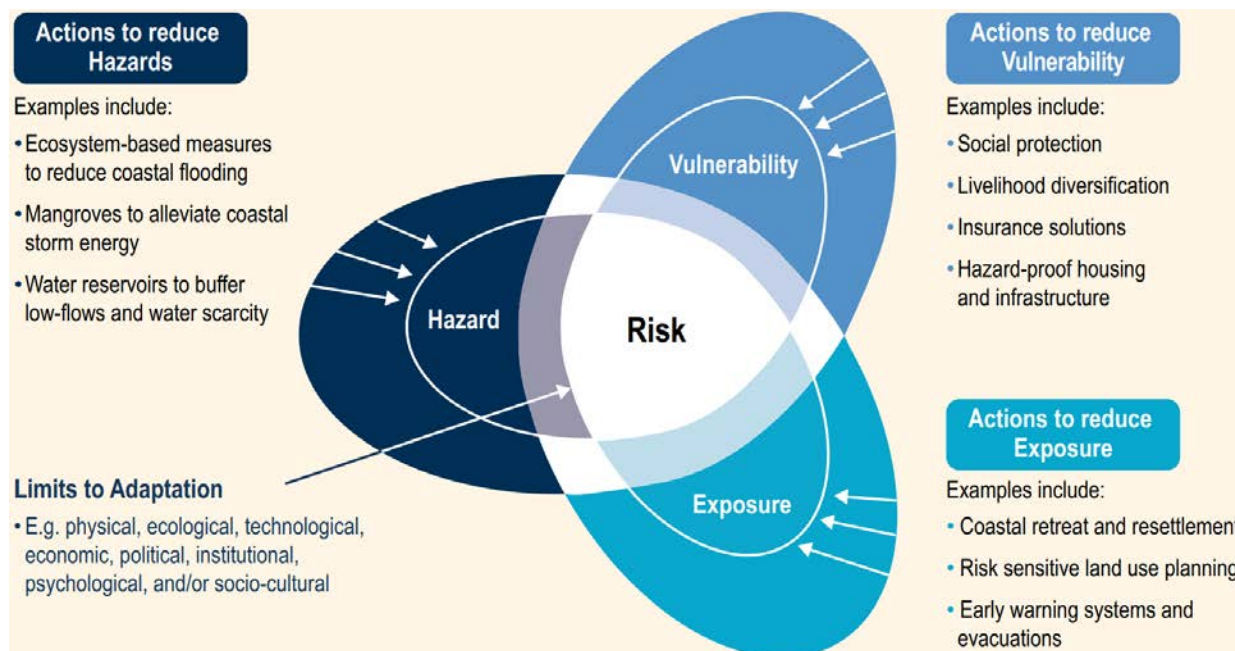 Actions to reduce
Hazards
Examples include:
•Ecosystem-based measures
to reduce coastal flooding
•Mangroves to alleviate coastal
storm energy
•Water reservoirs to buffer
low-flows and water scarcity
Limits to Adaptation
•E.g. physical, ecological, technological,
economic, political, institutional,
psychological, and/or socio-cultural
Vulnerability
Hazard
Risk
Exposure
Actions to reduce
Vulnerability
Examples include:
•Social protection
•Livelihood diversification
•Insurance solutions
•Hazard-proof housing
and infrastructure
Actions to reduce
Exposure
Examples include:
•Coastal retreat and resettlement
•Risk sensitive land use planning
•Early warning systems and
evacuations